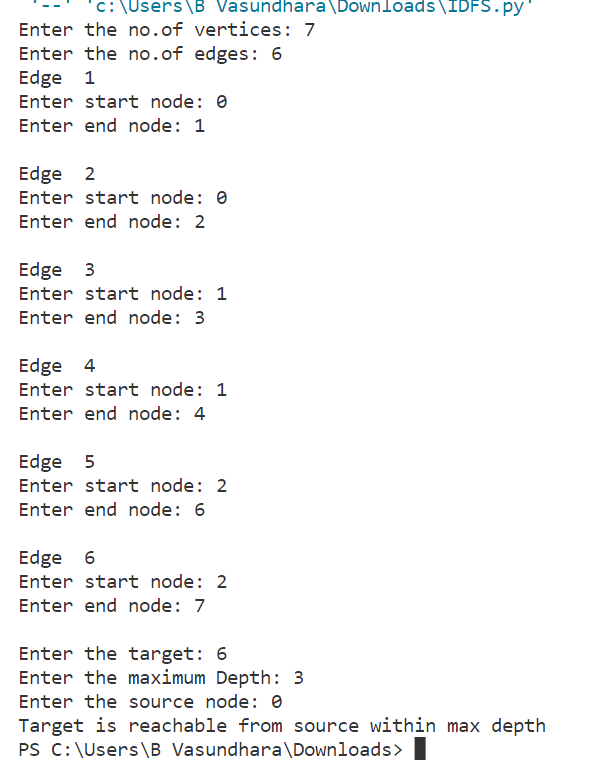 '--' 'c:\Users\B Vasundhara\Downloads\IDFS.py'
Enter the no.of vertices: 7
Enter the no.of edges: 6
Edge  1
Enter start node: 0
Enter end node: 1
Edge  2
Enter start node: 0
Enter end node: 2
Edge  3
Enter start node: 1
Enter end node: 3
Edge  4
Enter start node: 1
Enter end node: 4
Edge  5
Enter start node: 2
Enter end node: 6
Edge  6
Enter start node: 2
Enter end node: 7
Enter the target: 6
Enter the maximum Depth: 3
Enter the source node: 0
Target is reachable from source within max depth
PS C:\Users\B Vasundhara\Downloads>